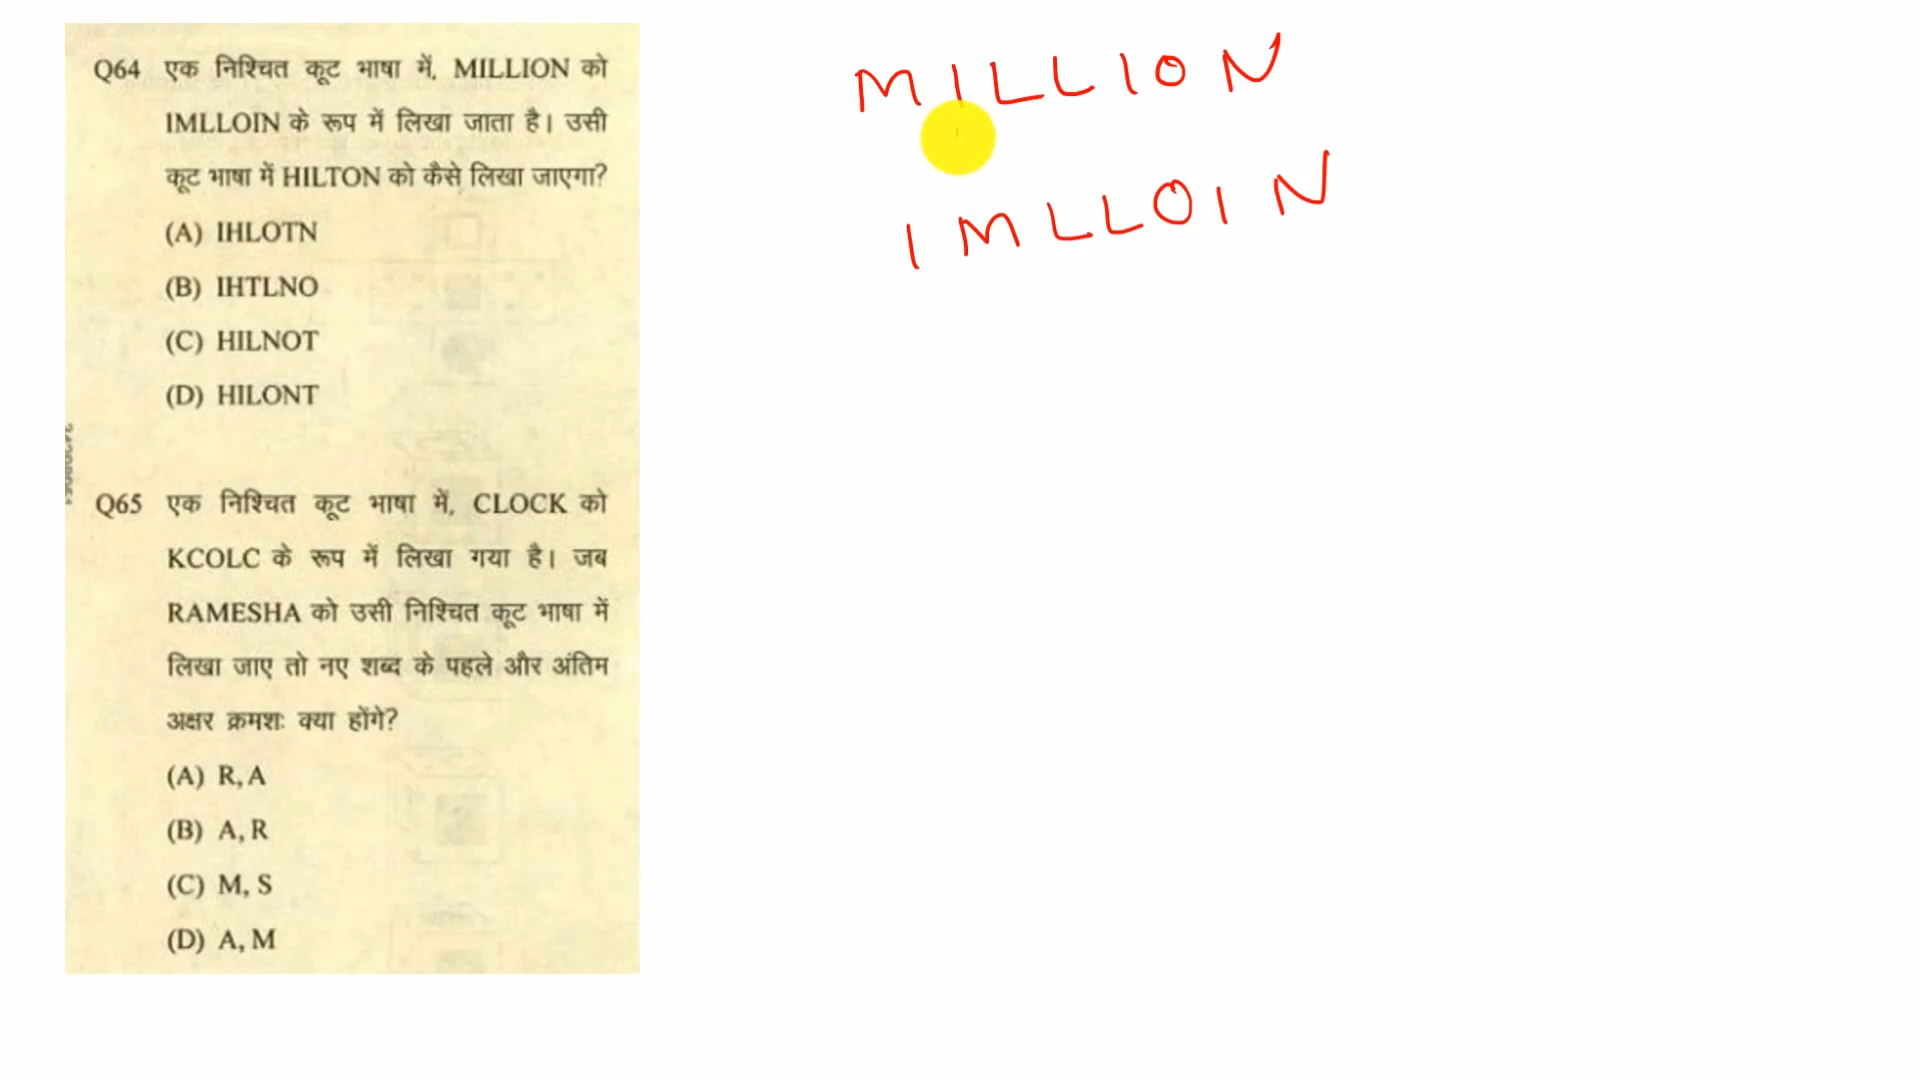 Q64 एक निश्चित कूट भाषा में, MILLION को
IMLLOIN के रूप में लिखा जाता है। उसी
कूट भाषा में HILTON को कैसे लिखा जाएगा?
(A) IHLOTN
(B) IHTLNO
(C) HILNOT
(D) HILONT
Q65 एक निश्चित कूट भाषा में, CLOCK को
KCOLC के रूप में लिखा गया है। जब
RAMESHA को उसी निश्चित कूट भाषा में
लिखा जाए तो नए शब्द के पहले और अंतिम
अक्षर क्रमशः क्या होंगे?
(A) R, A
(B) A, R
(C) M, S
(D) A, M
MILLION
IMLLOIN